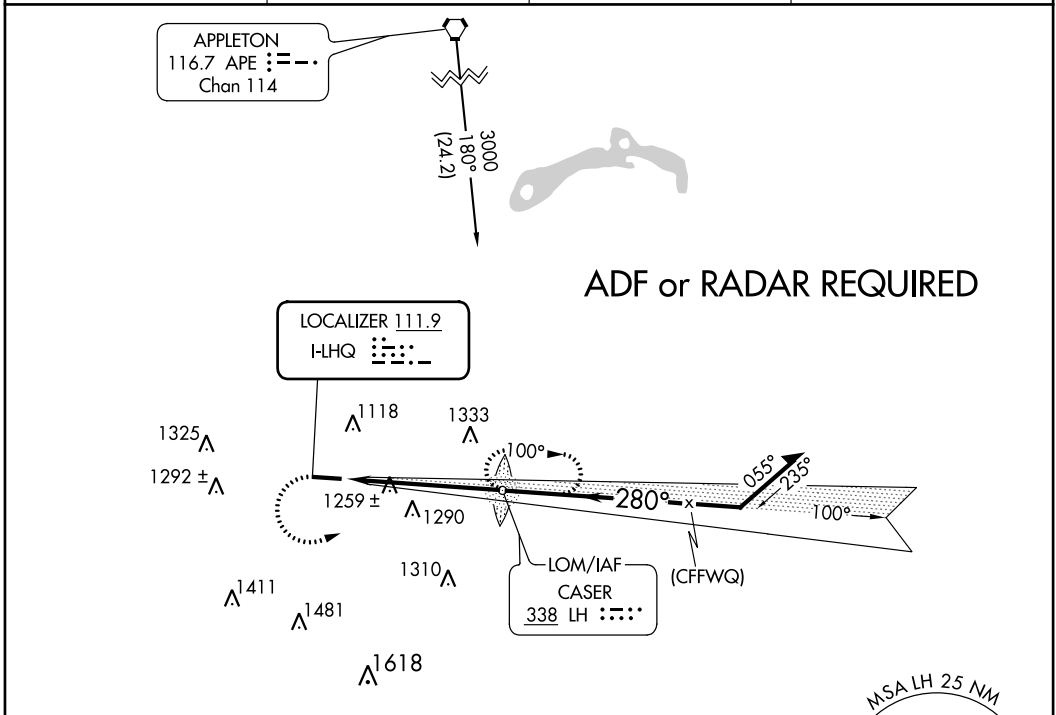 APPLETON
116.7 APE
Chan 114
3000
180°
(24.2)
ADF or RADAR REQUIRED
LOCALIZER 111.9
I-LHQ
1118
1333
1325
1292 ±
100°
055°
235°
1259 ±
280°
100°
1290
(CFFWQ)
LOM/IAF
CASER
338 LH
1310
1411
1481
1618
MSA LH 25 NM